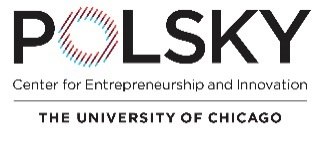 POLSKY
Center for Entrepreneurship and Innovation
THE UNIVERSITY OF CHICAGO